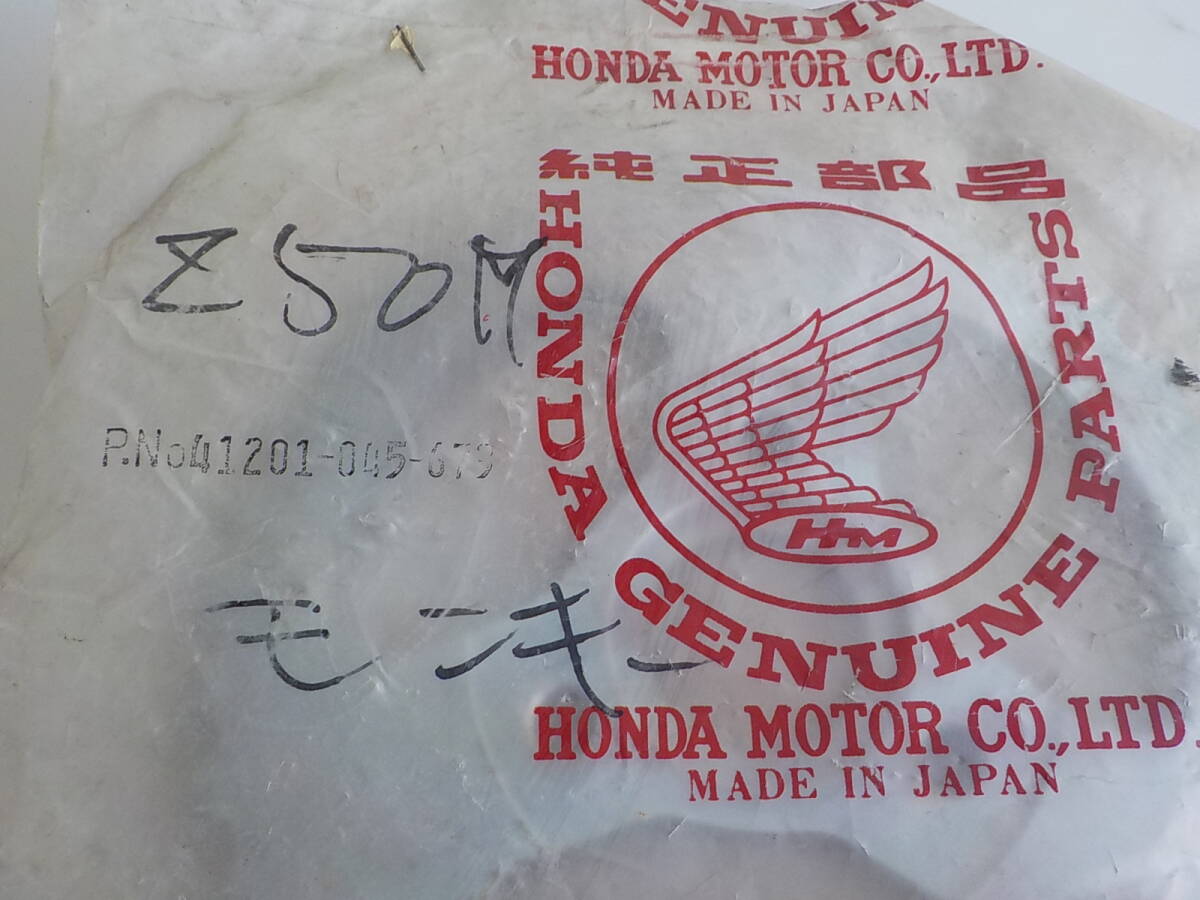 GENUIN
HONDA MOTOR CO.,LTD.
MADE IN JAPAN
純正部品
HONDA
GENUINE PARTS
HM
Z50M
P.No41201-045-679
モンキー
HONDA MOTOR CO.,LTD.
MADE IN JAPAN